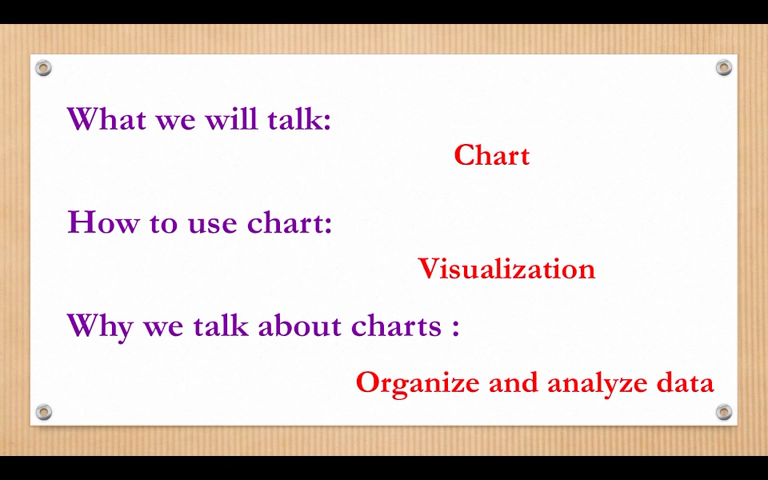 What we will talk:
Chart
How to use chart:
Visualization
Why we talk about charts :
Organize and analyze data